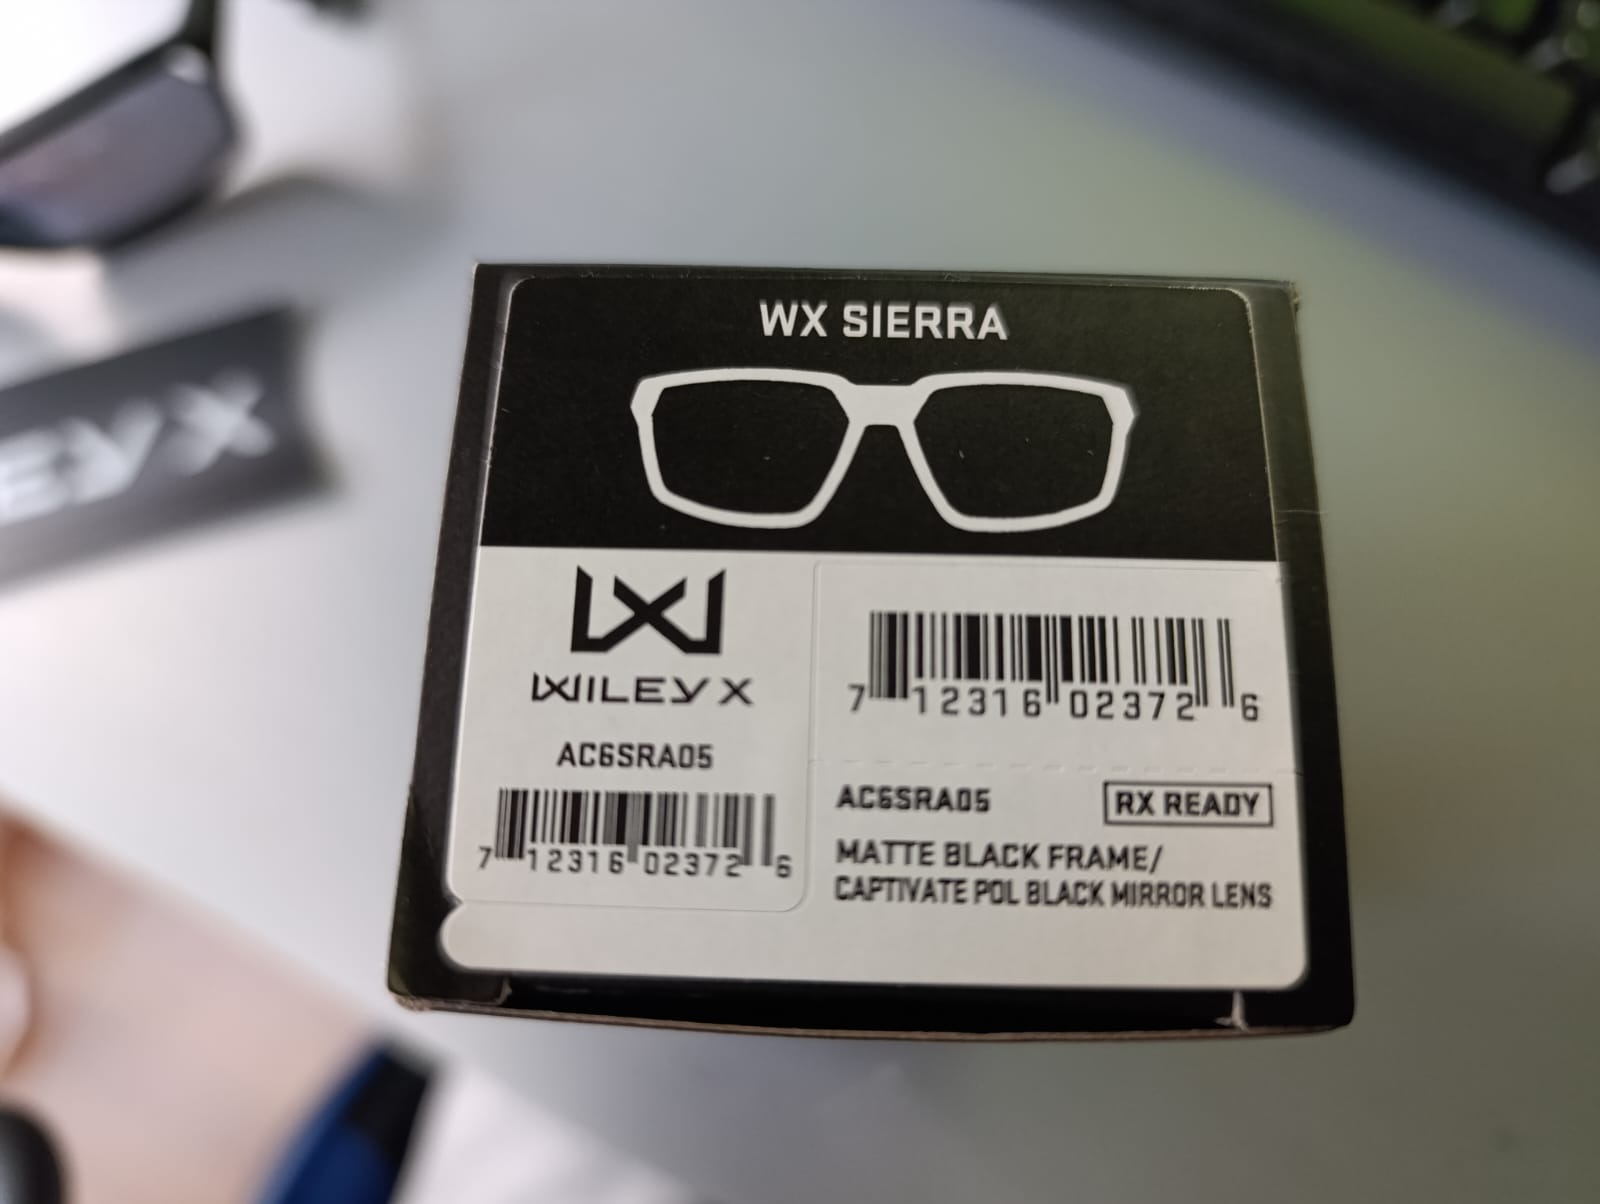 WX SIERRA
WILEY X
AC6SRA05
7 12316 02372 6
7 12316 02372 6
AC6SRA05
RX READY
MATTE BLACK FRAME/
CAPTIVATE POL BLACK MIRROR LENS
EY X